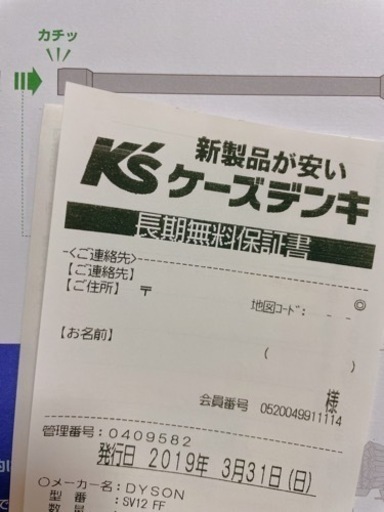 カチッ
新製品が安い
K'S ケーズデンキ
長期無料保証書
-<ご連絡先>
【ご連絡先】
【ご住所】 〒
地図コード: - - ◎
【お名前】
( )
様
会員番号 0520049911114
管理番号:0409582
発行日 2019年 3月31日(日)
○メーカー名:DYSON
型 番 :SV12 FF